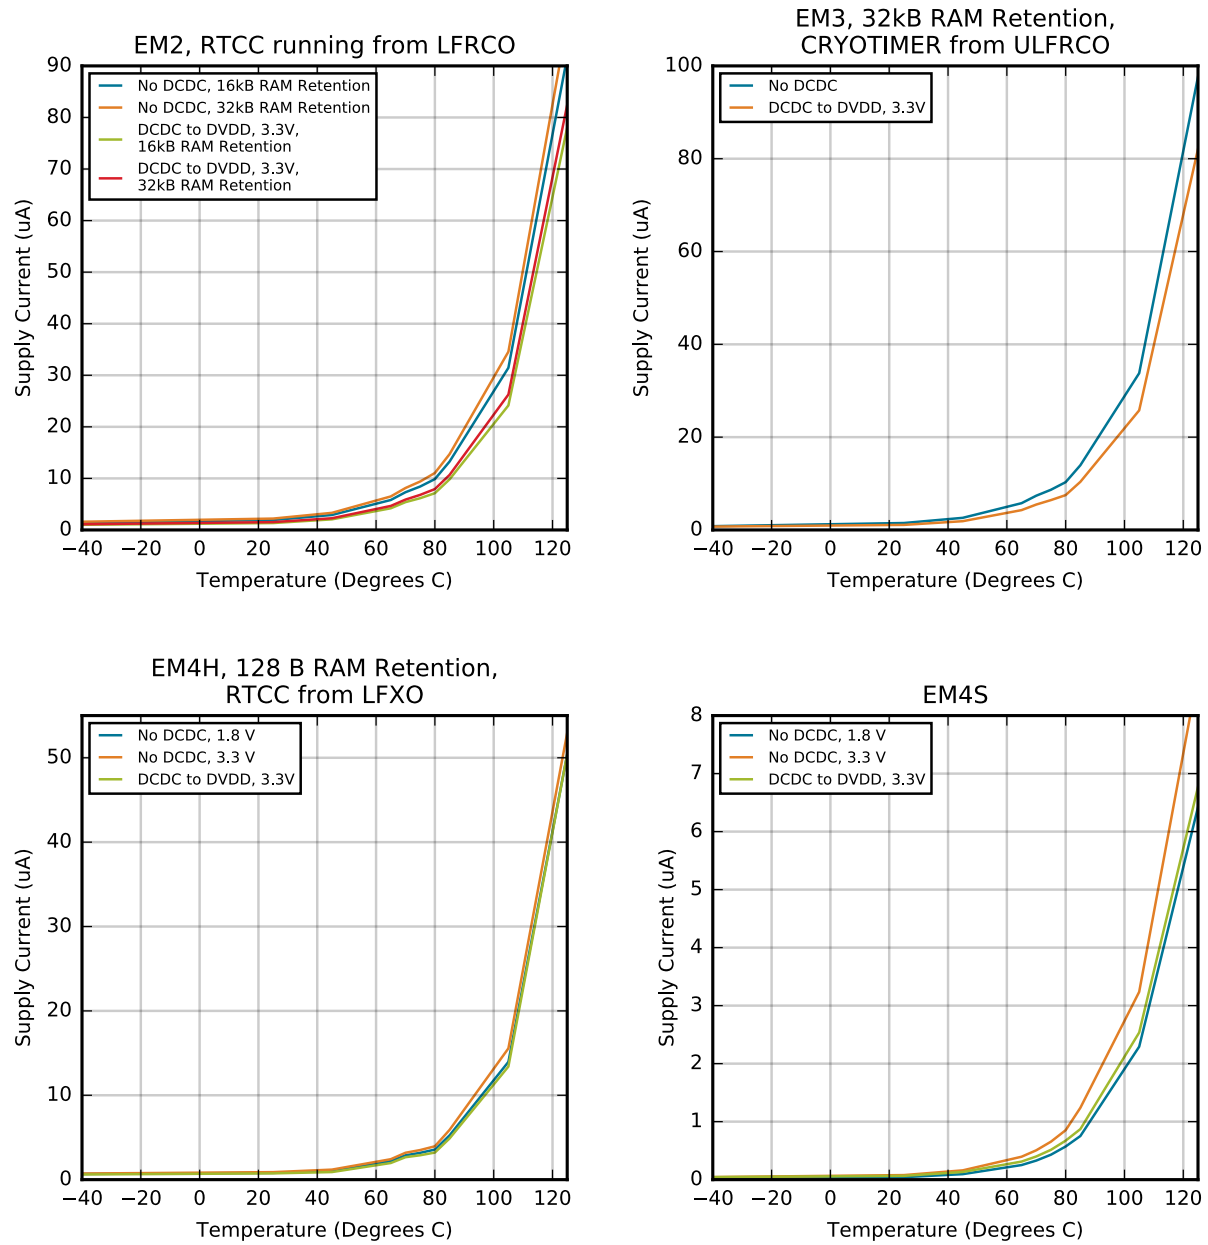 EM2, RTCC running from LFRCO
No DCDC, 16kB RAM Retention
No DCDC, 32kB RAM Retention
DCDC to DVDD, 3.3V,
16kB RAM Retention
DCDC to DVDD, 3.3V,
32kB RAM Retention
Supply Current (uA)
90
80
70
60
50
40
30
20
10
0
−40 −20 0 20 40 60 80 100 120
Temperature (Degrees C)
EM3, 32kB RAM Retention,
CRYOTIMER from ULFRCO
No DCDC
DCDC to DVDD, 3.3V
Supply Current (uA)
100
80
60
40
20
0
−40 −20 0 20 40 60 80 100 120
Temperature (Degrees C)
EM4H, 128 B RAM Retention,
RTCC from LFXO
No DCDC, 1.8 V
No DCDC, 3.3 V
DCDC to DVDD, 3.3V
Supply Current (uA)
50
40
30
20
10
0
−40 −20 0 20 40 60 80 100 120
Temperature (Degrees C)
EM4S
No DCDC, 1.8 V
No DCDC, 3.3 V
DCDC to DVDD, 3.3V
Supply Current (uA)
8
7
6
5
4
3
2
1
0
−40 −20 0 20 40 60 80 100 120
Temperature (Degrees C)